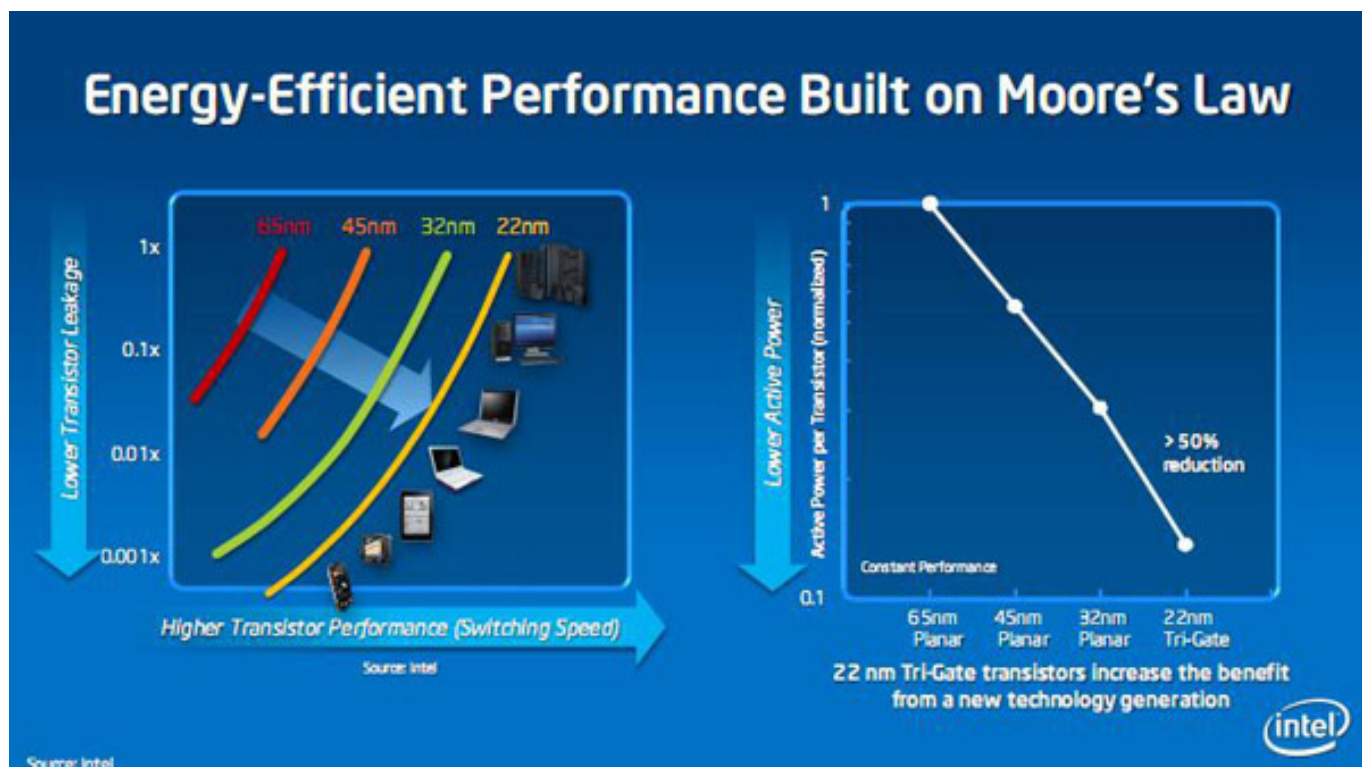 Energy-Efficient Performance Built on Moore's Law
Lower Transistor Leakage
1x
0.1x
0.01x
0.001x
65nm 45nm 32nm 22nm
Higher Transistor Performance (Switching Speed)
Source: Intel
Lower Active Power
Active Power per Transistor (normalized)
1
0.1
> 50%
reduction
Constant Performance
65nm 45nm 32nm 22nm
Planar Planar Planar Tri-Gate
22 nm Tri-Gate transistors increase the benefit
from a new technology generation
intel
Source: Intel